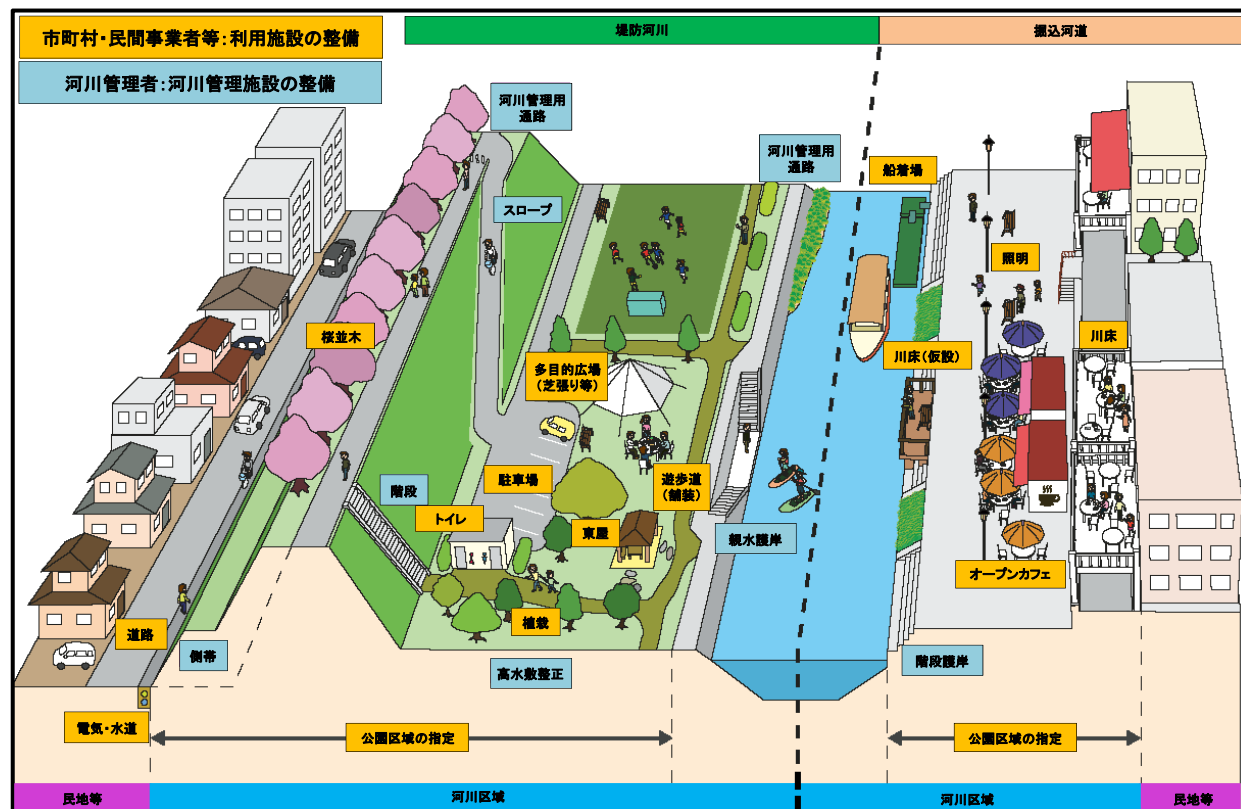 市町村・民間事業者等：利用施設の整備
河川管理者：河川管理施設の整備
堤防河川
掘込河道
河川管理用
通路
河川管理用
通路
船着場
スロープ
照明
桜並木
川床
川床（仮設）
多目的広場
（芝張り等）
階段
駐車場
遊歩道
（舗装）
トイレ
東屋
親水護岸
オープンカフェ
植栽
道路
側帯
高水敷整正
階段護岸
電気・水道
公園区域の指定
公園区域の指定
民地等
河川区域
河川区域
民地等